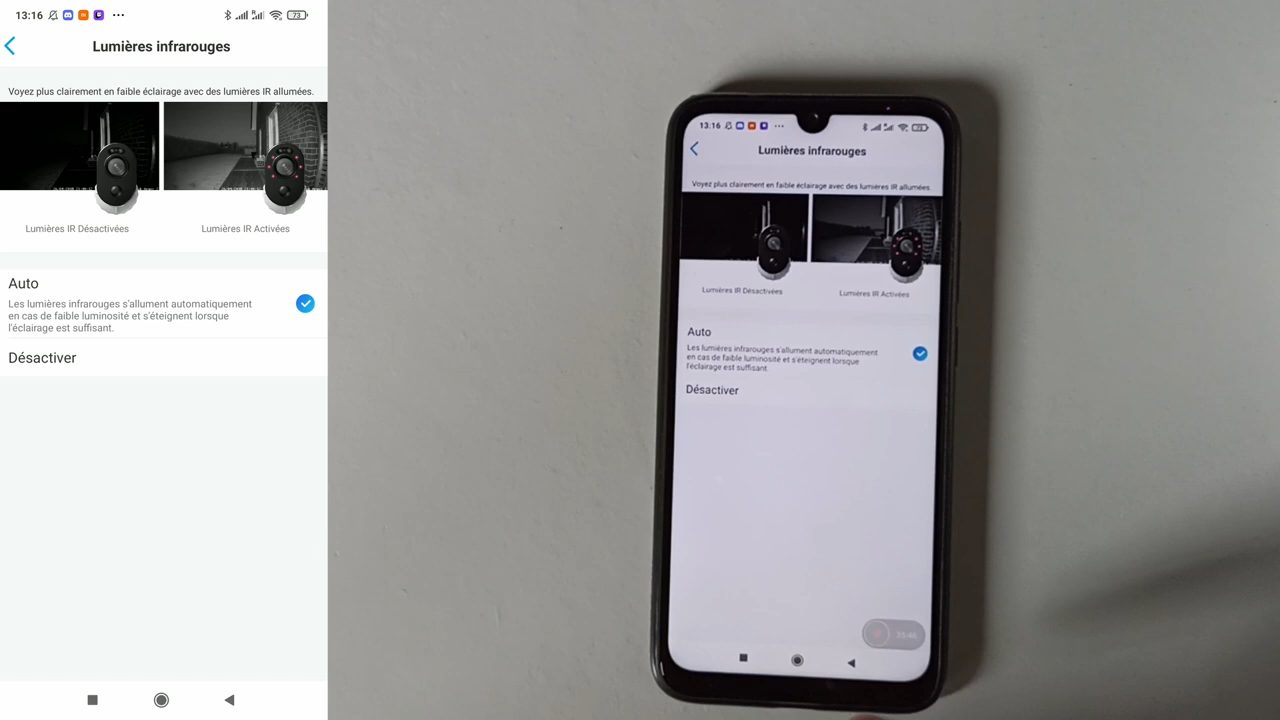 13:16
73
Lumières infrarouges
Voyez plus clairement en faible éclairage avec des lumières IR allumées.
Lumières IR Désactivées
Lumières IR Activées
Auto
Les lumières infrarouges s'allument automatiquement
en cas de faible luminosité et s'éteignent lorsque
l'éclairage est suffisant.
Désactiver
13:16
Lumières infrarouges
Voyez plus clairement en faible éclairage avec des lumières IR allumées.
Lumières IR Désactivées
Lumières IR Activées
Auto
Les lumières infrarouges s'allument automatiquement
en cas de faible luminosité et s'éteignent lorsque
l'éclairage est suffisant.
Désactiver